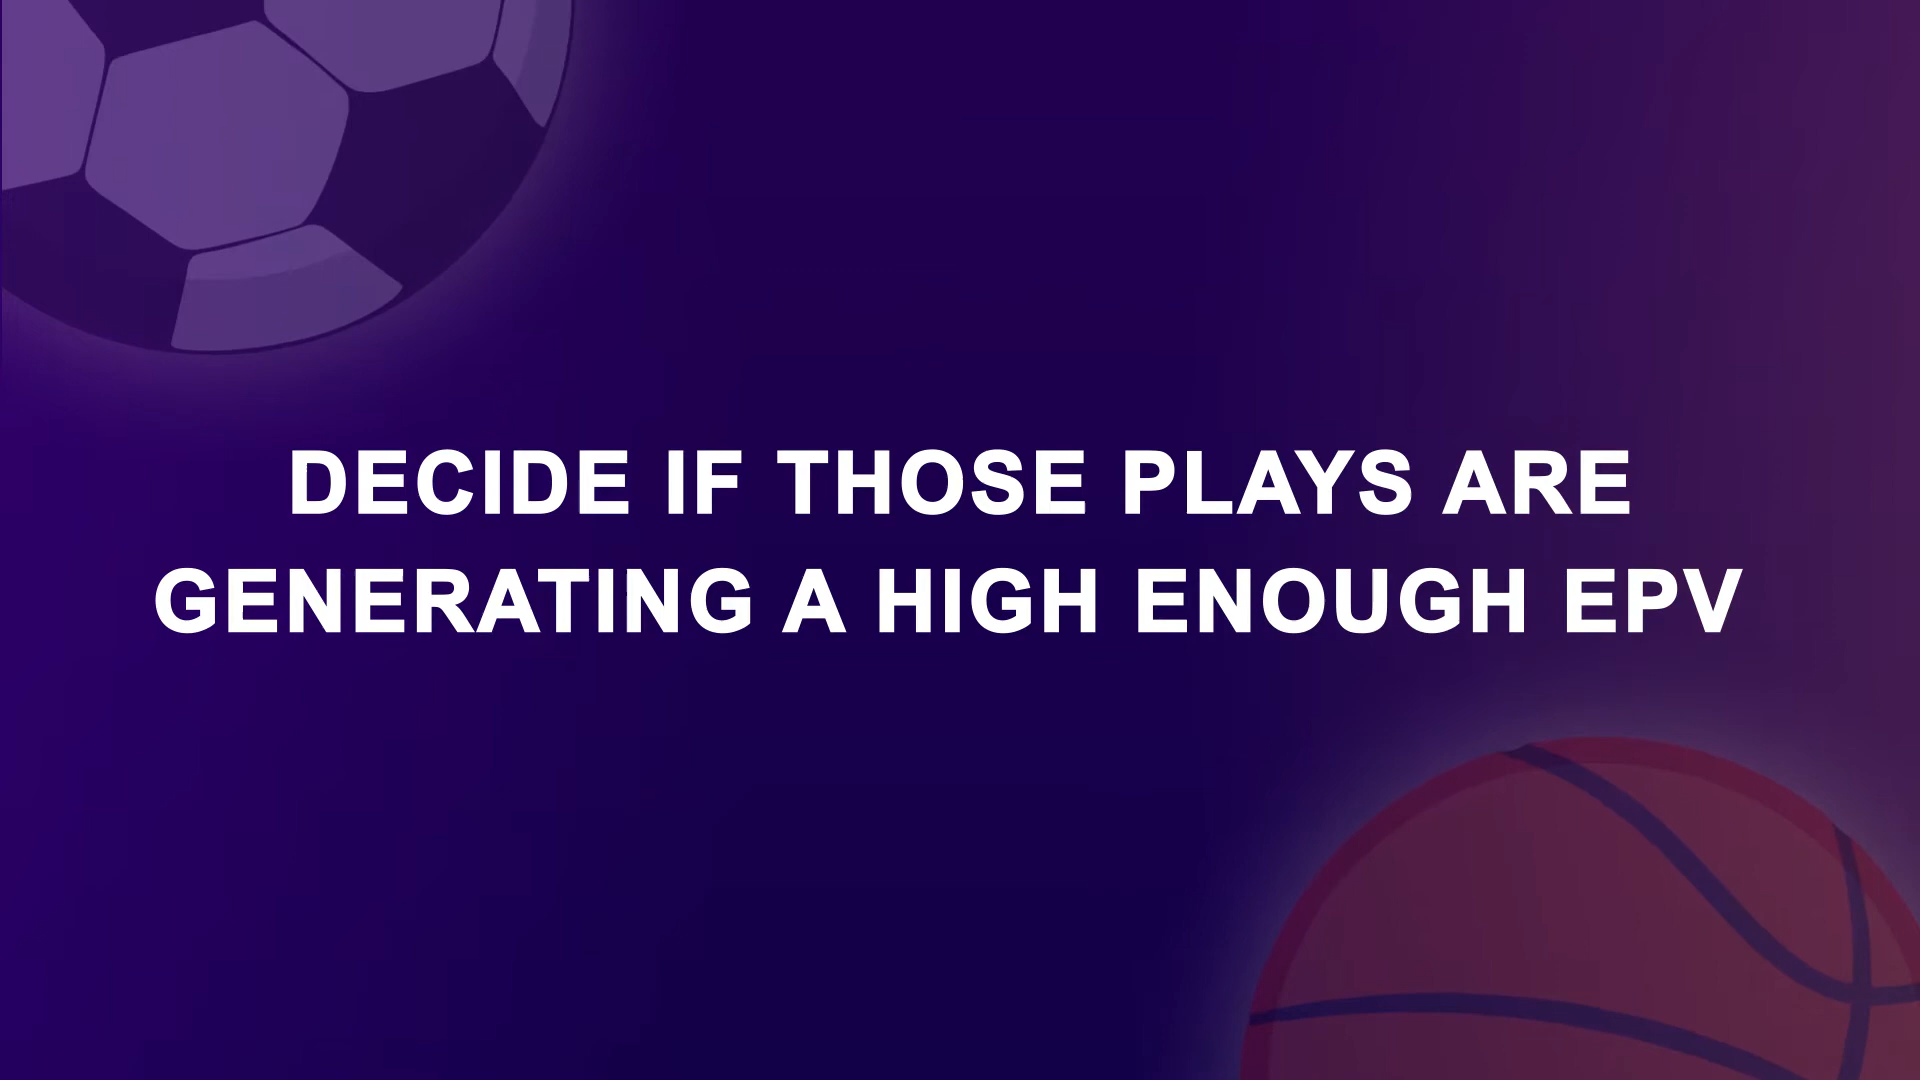 DECIDE IF THOSE PLAYS ARE
GENERATING A HIGH ENOUGH EPV